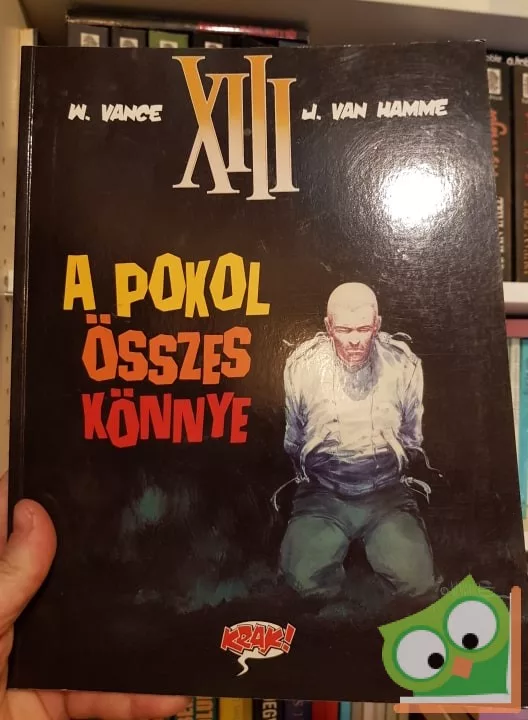 W. VANCE
XIII
J. VAN HAMME
A POKOL
ÖSSZES
KÖNNYE
KRAK!